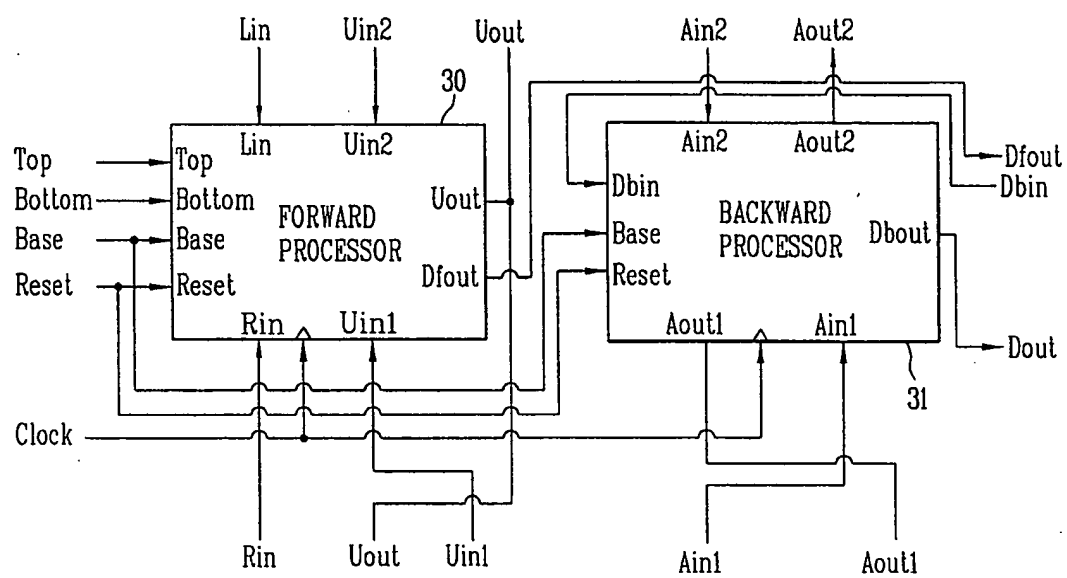 Lin Uin2 Uout Ain2 Aout2
30
Lin Uin2 Ain2 Aout2
Top Top Dfout
Bottom Bottom Uout Dbin Dbin
Base Base FORWARD PROCESSOR Base BACKWARD PROCESSOR Dbout
Reset Reset Dfout Reset
Rin Uin1 Aout1 Ain1
Dout
31
Clock
Rin Uout Uin1 Ain1 Aout1